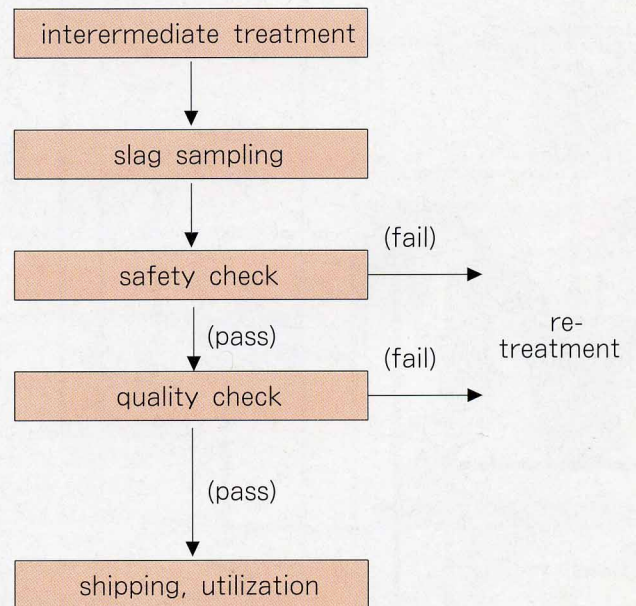 interermediate treatment
slag sampling
(fail)
safety check
(pass)
re-
treatment
(fail)
quality check
(pass)
shipping, utilization